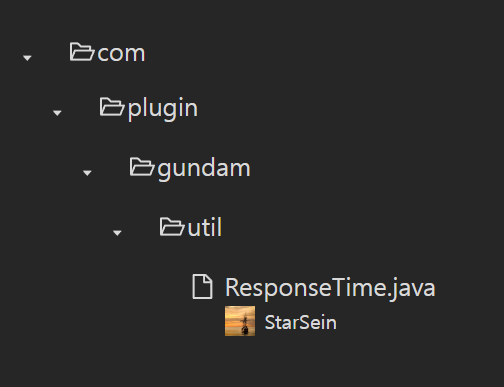 com
plugin
gundam
util
ResponseTime.java
StarSein